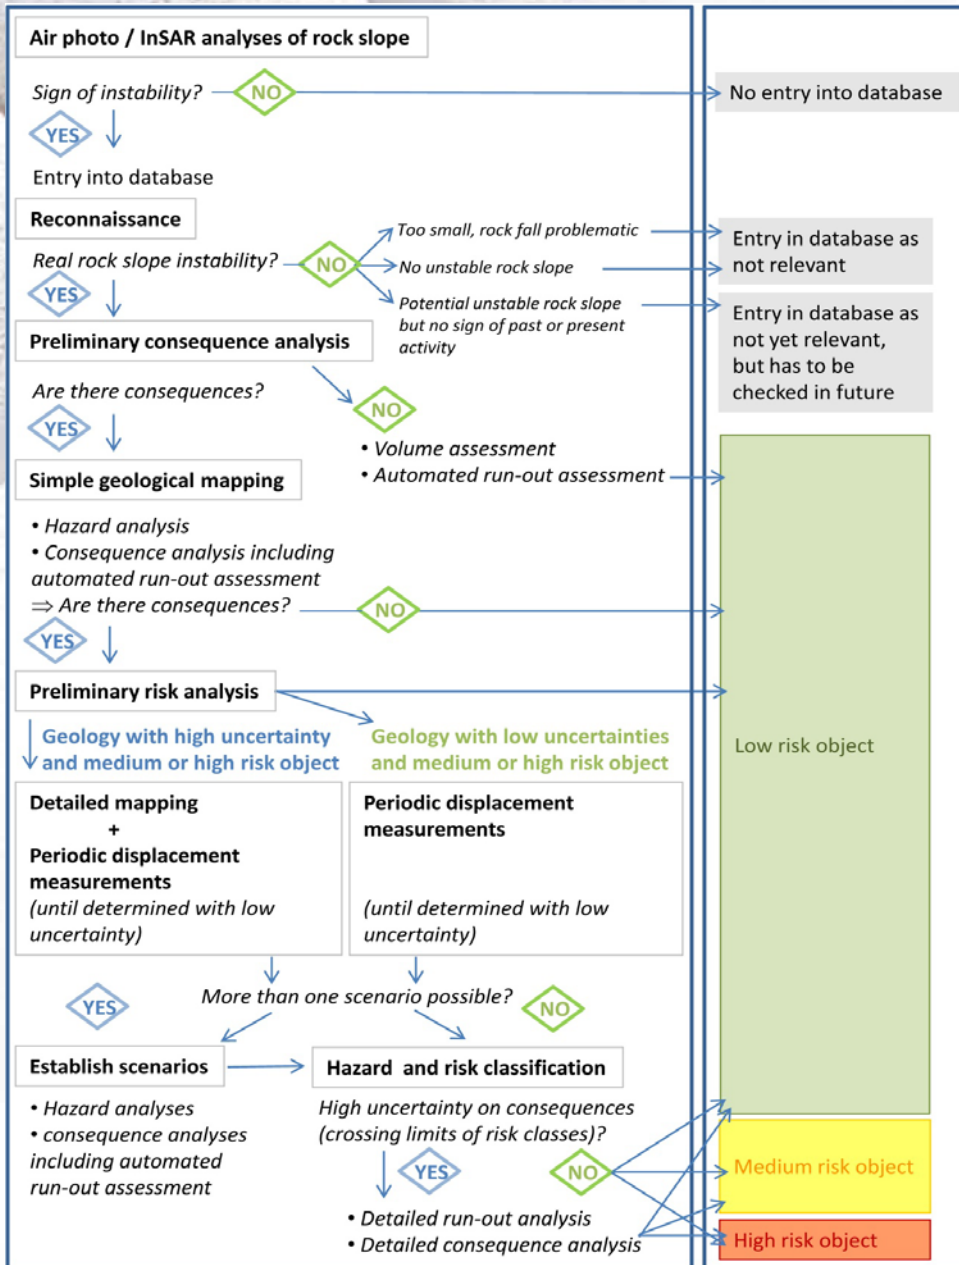 Air photo / InSAR analyses of rock slope
Sign of instability?
NO
No entry into database
YES
Entry into database
Reconnaissance
Real rock slope instability?
NO
Too small, rock fall problematic
No unstable rock slope
Entry in database as
not relevant
YES
Potential unstable rock slope
but no sign of past or present
activity
Entry in database as
not yet relevant,
but has to be
checked in future
Preliminary consequence analysis
Are there consequences?
NO
YES
• Volume assessment
• Automated run-out assessment
Simple geological mapping
• Hazard analysis
• Consequence analysis including
automated run-out assessment
⇒ Are there consequences?
NO
YES
Preliminary risk analysis
Geology with high uncertainty
and medium or high risk object
Geology with low uncertainties
and medium or high risk object
Low risk object
Detailed mapping
+
Periodic displacement
measurements
(until determined with low
uncertainty)
Periodic displacement
measurements
(until determined with low
uncertainty)
More than one scenario possible?
YES
NO
Establish scenarios
• Hazard analyses
• consequence analyses
including automated
run-out assessment
Hazard and risk classification
High uncertainty on consequences
(crossing limits of risk classes)?
YES
NO
• Detailed run-out analysis
• Detailed consequence analysis
Medium risk object
High risk object